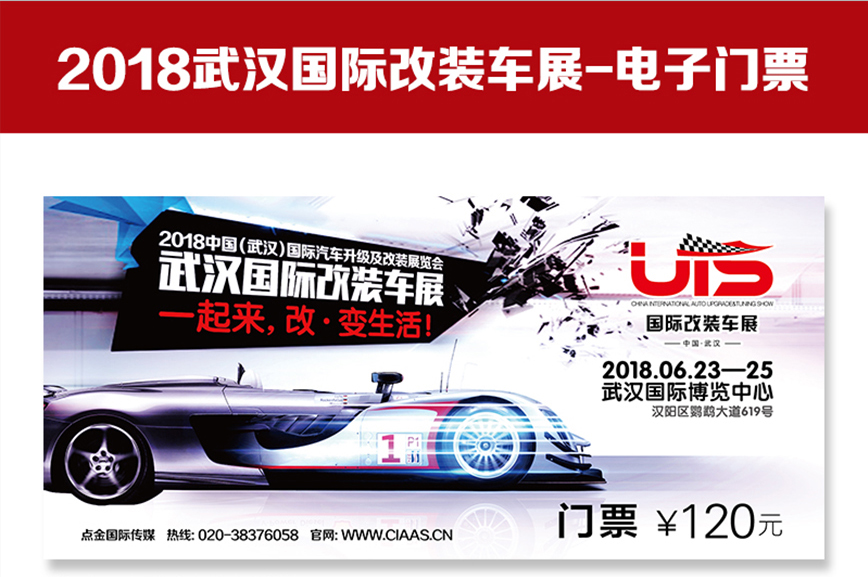 2018武汉国际改装车展-电子门票
2018中国(武汉)国际汽车升级及改装展览会
武汉国际改装车展
一起来,改·变生活!
UIS
CHINA INTERNATIONAL AUTO UPGRADE&TUNING SHOW
国际改装车展
中国·武汉
2018.06.23—25
武汉国际博览中心
汉阳区鹦鹉大道619号
1
门票 ¥120元
点金国际传媒 热线: 020-38376058 官网: WWW.CIAAS.CN